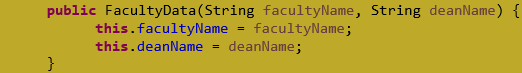 public FacultyData(String facultyName, String deanName) {
this.facultyName = facultyName;
this.deanName = deanName;
}